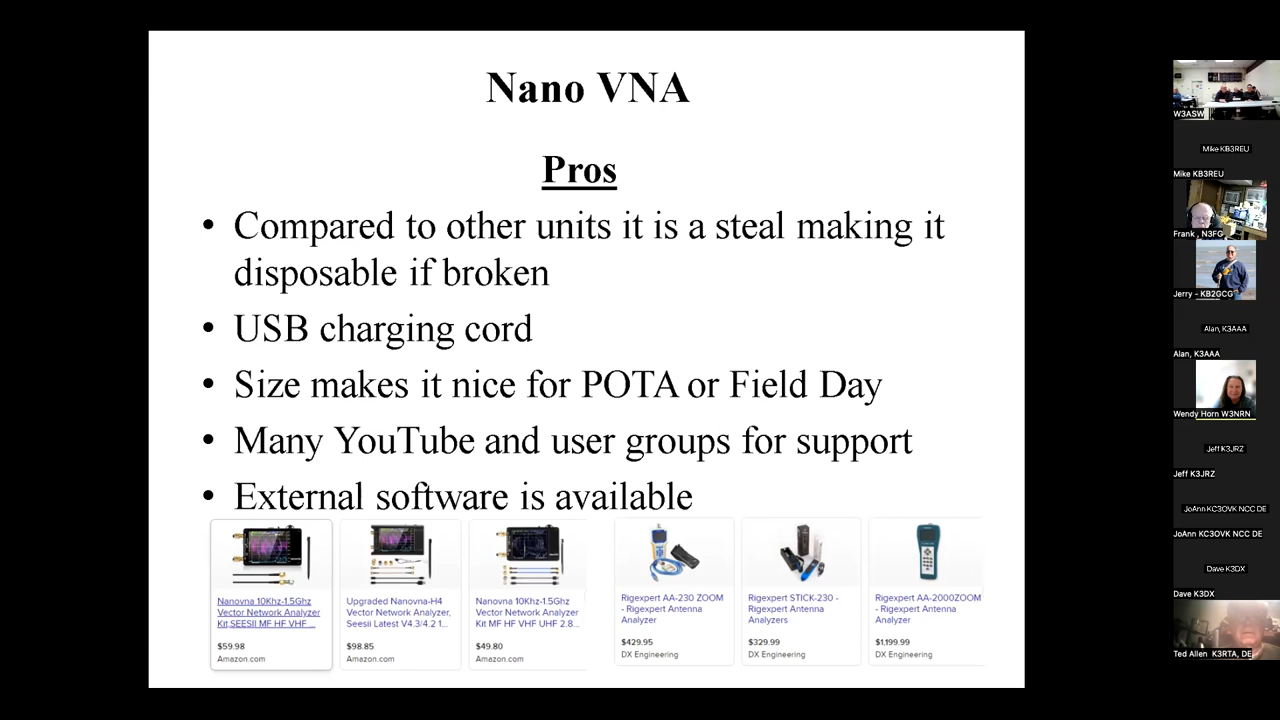 Nano VNA
Pros
• Compared to other units it is a steal making it
disposable if broken
• USB charging cord
• Size makes it nice for POTA or Field Day
• Many YouTube and user groups for support
• External software is available
Nanovna 10Khz-1.5Ghz
Vector Network Analyzer
Kit,SEESII MF HF VHF ...
$59.98
Amazon.com
Upgraded Nanovna-H4
Vector Network Analyzer,
Seesii Latest V4.3/4.2 1...
$98.85
Amazon.com
Nanovna 10Khz-1.5Ghz
Vector Network Analyzer
Kit MF HF VHF UHF 2.8...
$49.80
Amazon.com
Rigexpert AA-230 ZOOM
- Rigexpert Antenna
Analyzer
$429.95
DX Engineering
Rigexpert STICK-230 -
Rigexpert Antenna
Analyzers
$329.99
DX Engineering
Rigexpert AA-2000ZOOM
- Rigexpert Antenna
Analyzer
$1,199.99
DX Engineering
W3ASW
Mike KB3REU
Mike KB3REU
Frank , N3FG
Jerry - KB2GCG
Alan, K3AAA
Alan, K3AAA
Wendy Horn W3NRN
Jeff K3JRZ
Jeff K3JRZ
JoAnn KC3OVK NCC DE
JoAnn KC3OVK NCC DE
Dave K3DX
Dave K3DX
Ted Allen K3RTA, DE